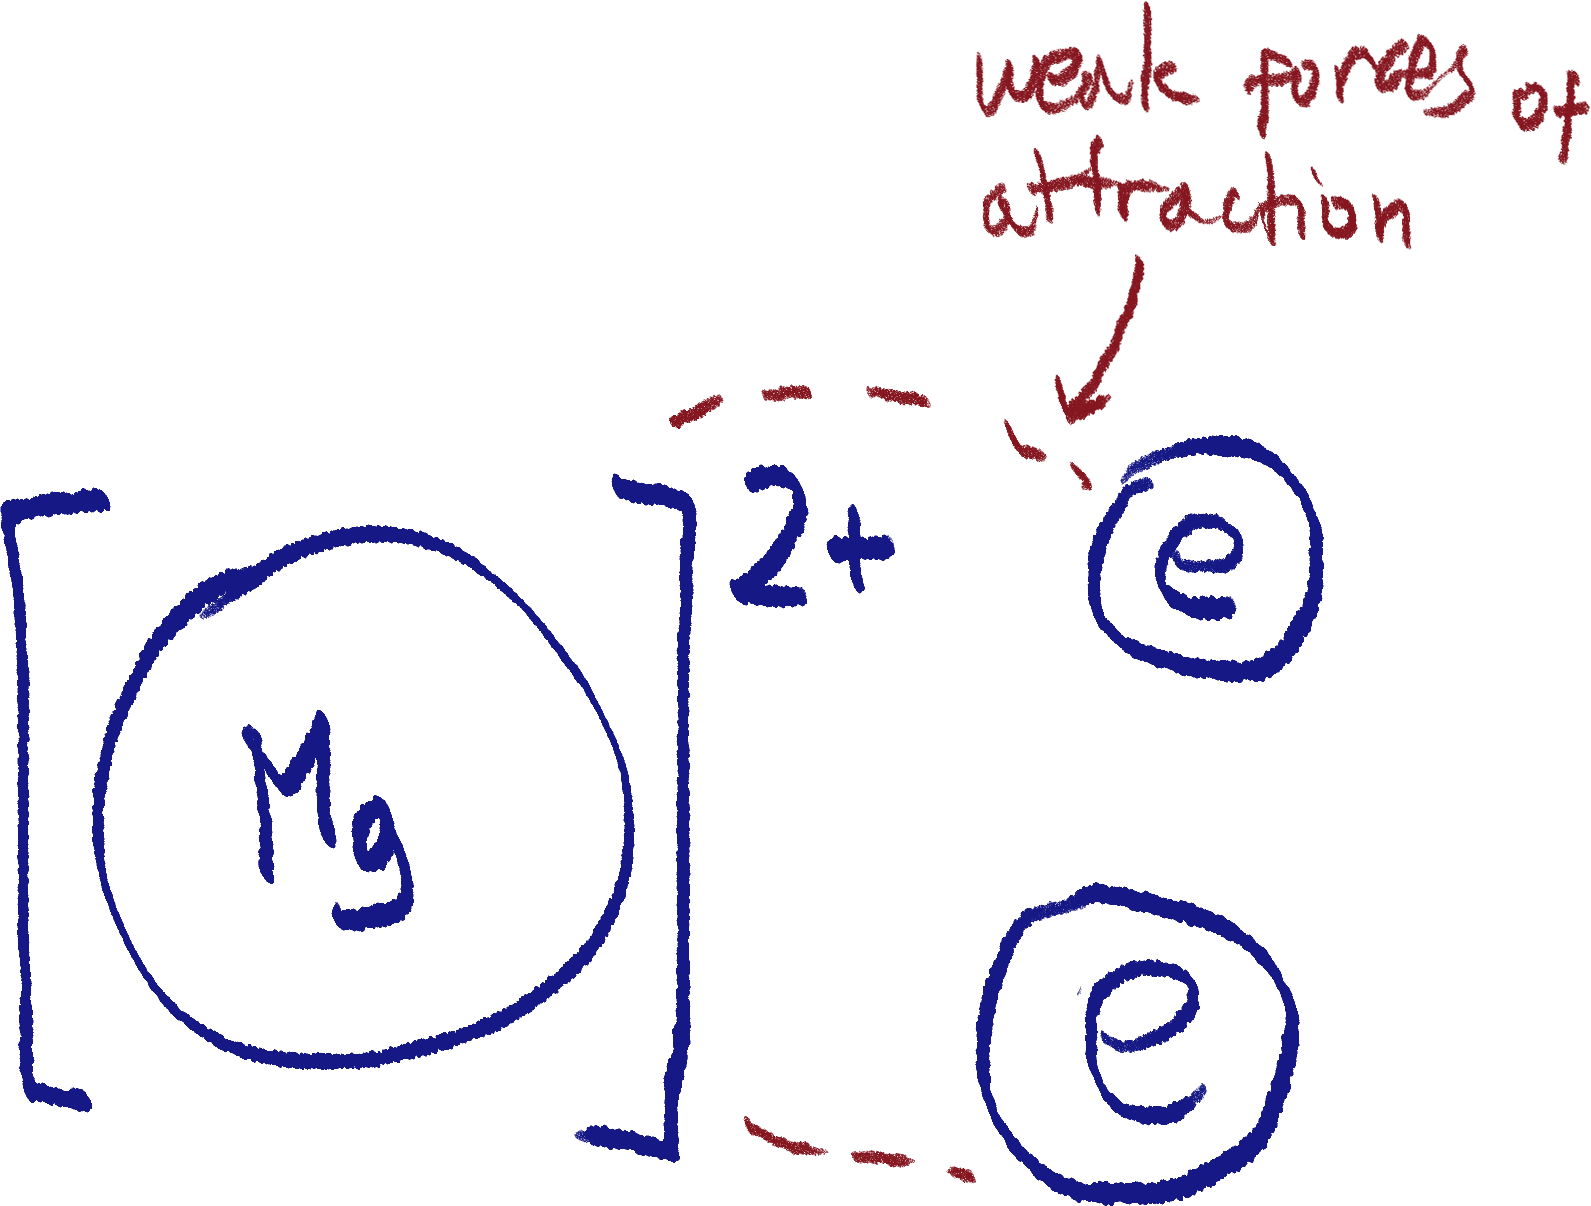 weak forces of
attraction
2+
e
Mg
e